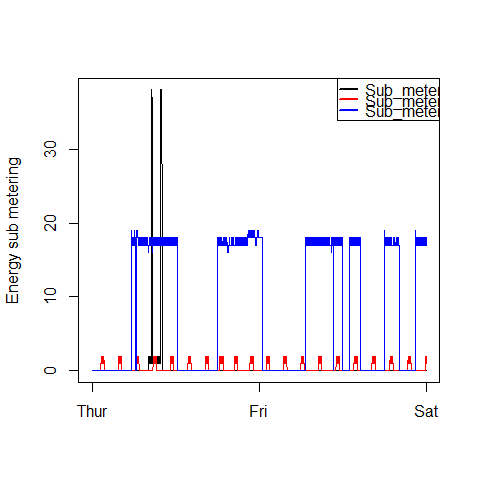 Sub_meter
Sub_meter
Sub_meter
Energy sub metering
30
20
10
0
Thur Fri Sat